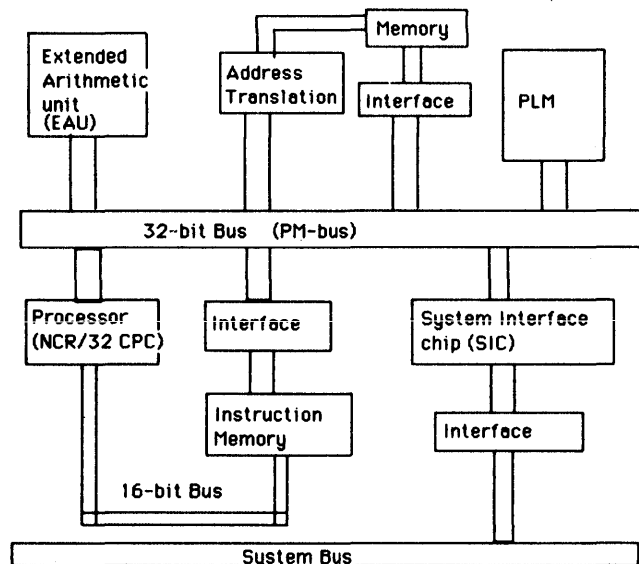 Extended
Arithmetic
unit
(EAU)
Address
Translation
Memory
Interface
PLM
32-bit Bus (PM-bus)
Processor
(NCR/32 CPC)
Interface
System Interface
chip (SIC)
Instruction
Memory
Interface
16-bit Bus
System Bus